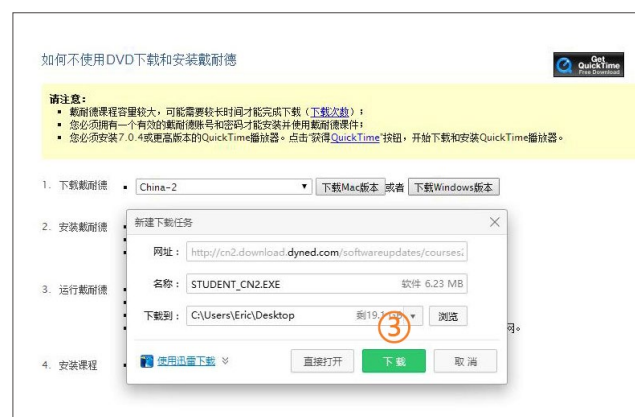 如何不使用DVD下载和安装戴耐德
Get
QuickTime
Free Download
请注意:
▪ 戴耐德课程容量较大,可能需要较长时间才能完成下载(下载次数);
▪ 您必须拥有一个有效的戴耐德账号和密码才能安装并使用戴耐德课件;
▪ 您必须安装7.0.4或更高版本的QuickTime播放器。点击"获得QuickTime"按钮,开始下载和安装QuickTime播放器。
1. 下载戴耐德 ▪ China-2 下载Mac版本 或者 下载Windows版本
2. 安装戴耐德
新建下载任务
网址: http://cn2.download.dyned.com/softwareupdates/courses
名称: STUDENT_CN2.EXE 软件 6.23 MB
3. 运行戴耐德
下载到: C:\Users\Eric\Desktop 剩19.1 浏览
③
网。
使用迅雷下载 直接打开 下载 取消
4. 安装课程